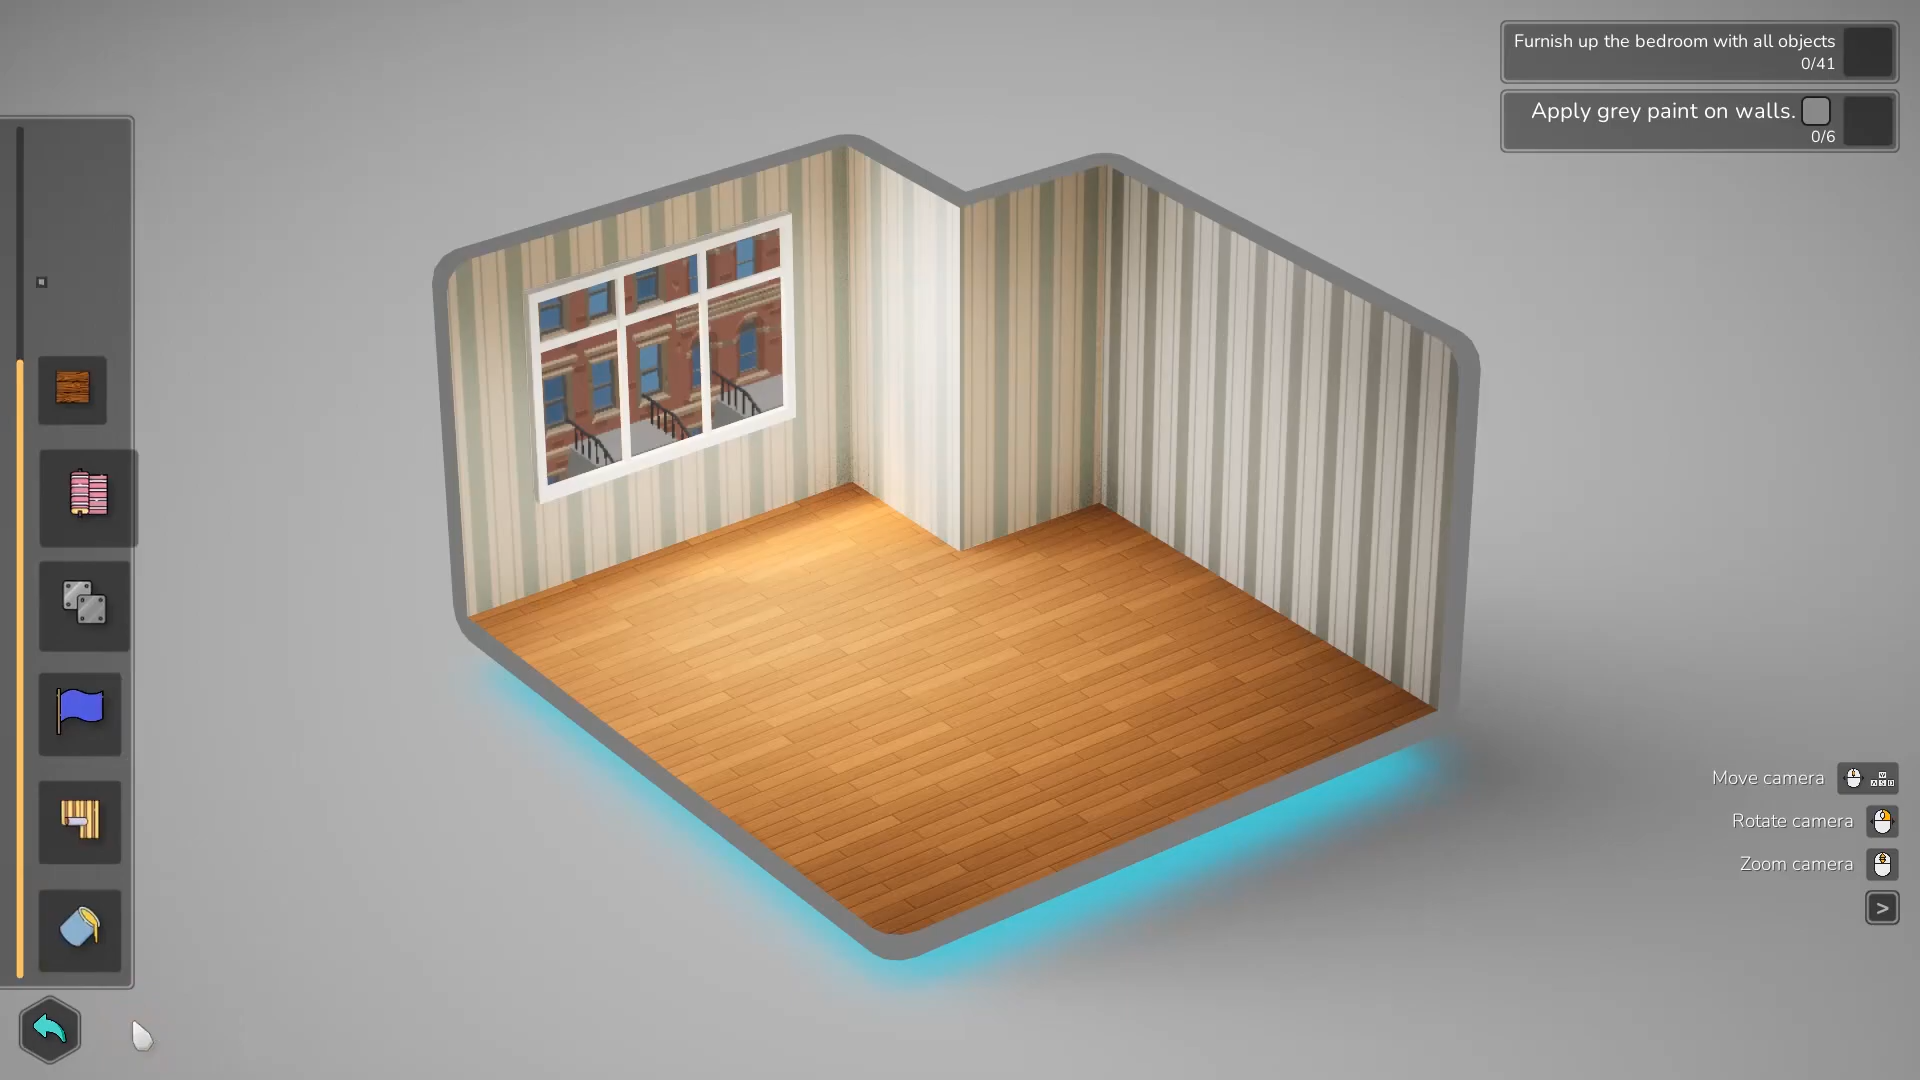 Furnish up the bedroom with all objects
0/41
Apply grey paint on walls.
0/6
Move camera
W
A S D
Rotate camera
Zoom camera
>